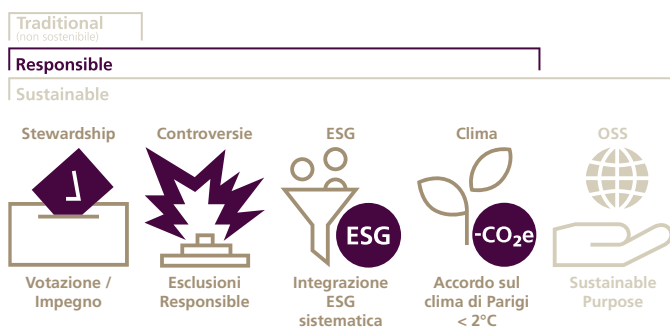 Traditional
(non sostenibile)
Responsible
Sustainable
Stewardship
Controversie
ESG
Clima
OSS
ESG
-CO₂e
Votazione /
Impegno
Esclusioni
Responsible
Integrazione
ESG
sistematica
Accordo sul
clima di Parigi
< 2°C
Sustainable
Purpose